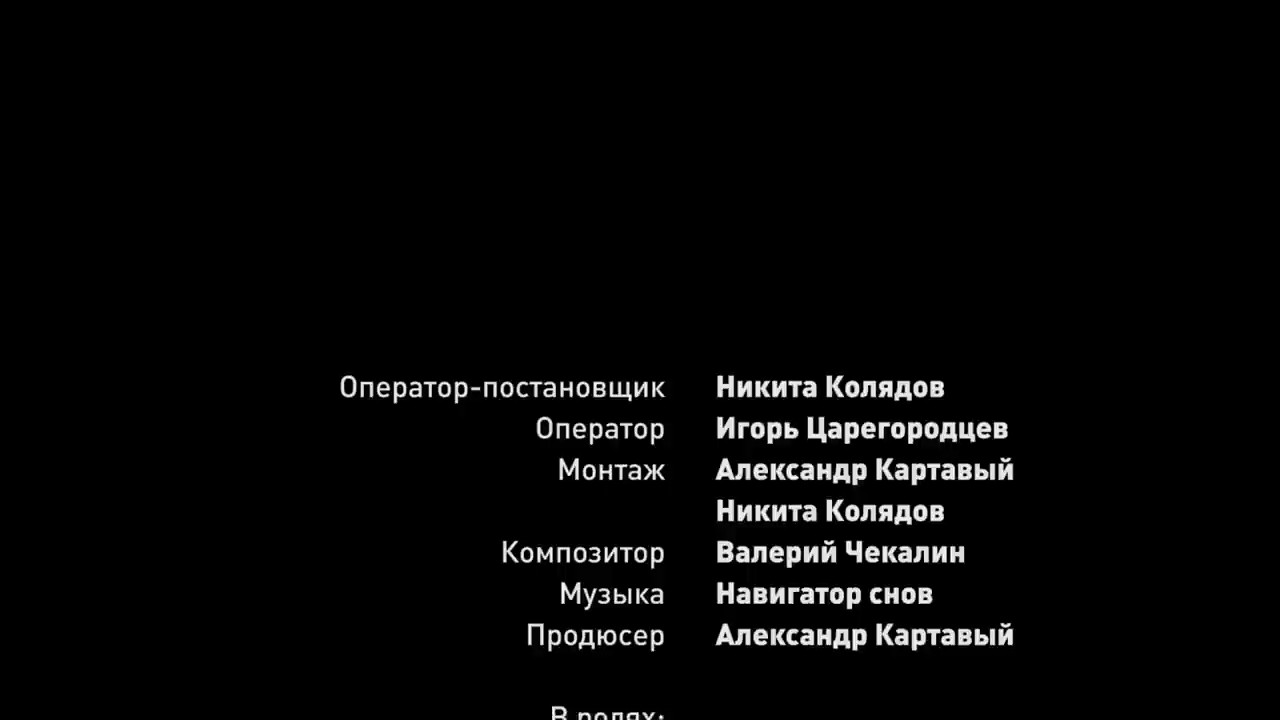 Оператор-постановщик Никита Колядов
Оператор Игорь Царегородцев
Монтаж Александр Картавый
Никита Колядов
Композитор Валерий Чекалин
Музыка Навигатор снов
Продюсер Александр Картавый
В ролях: